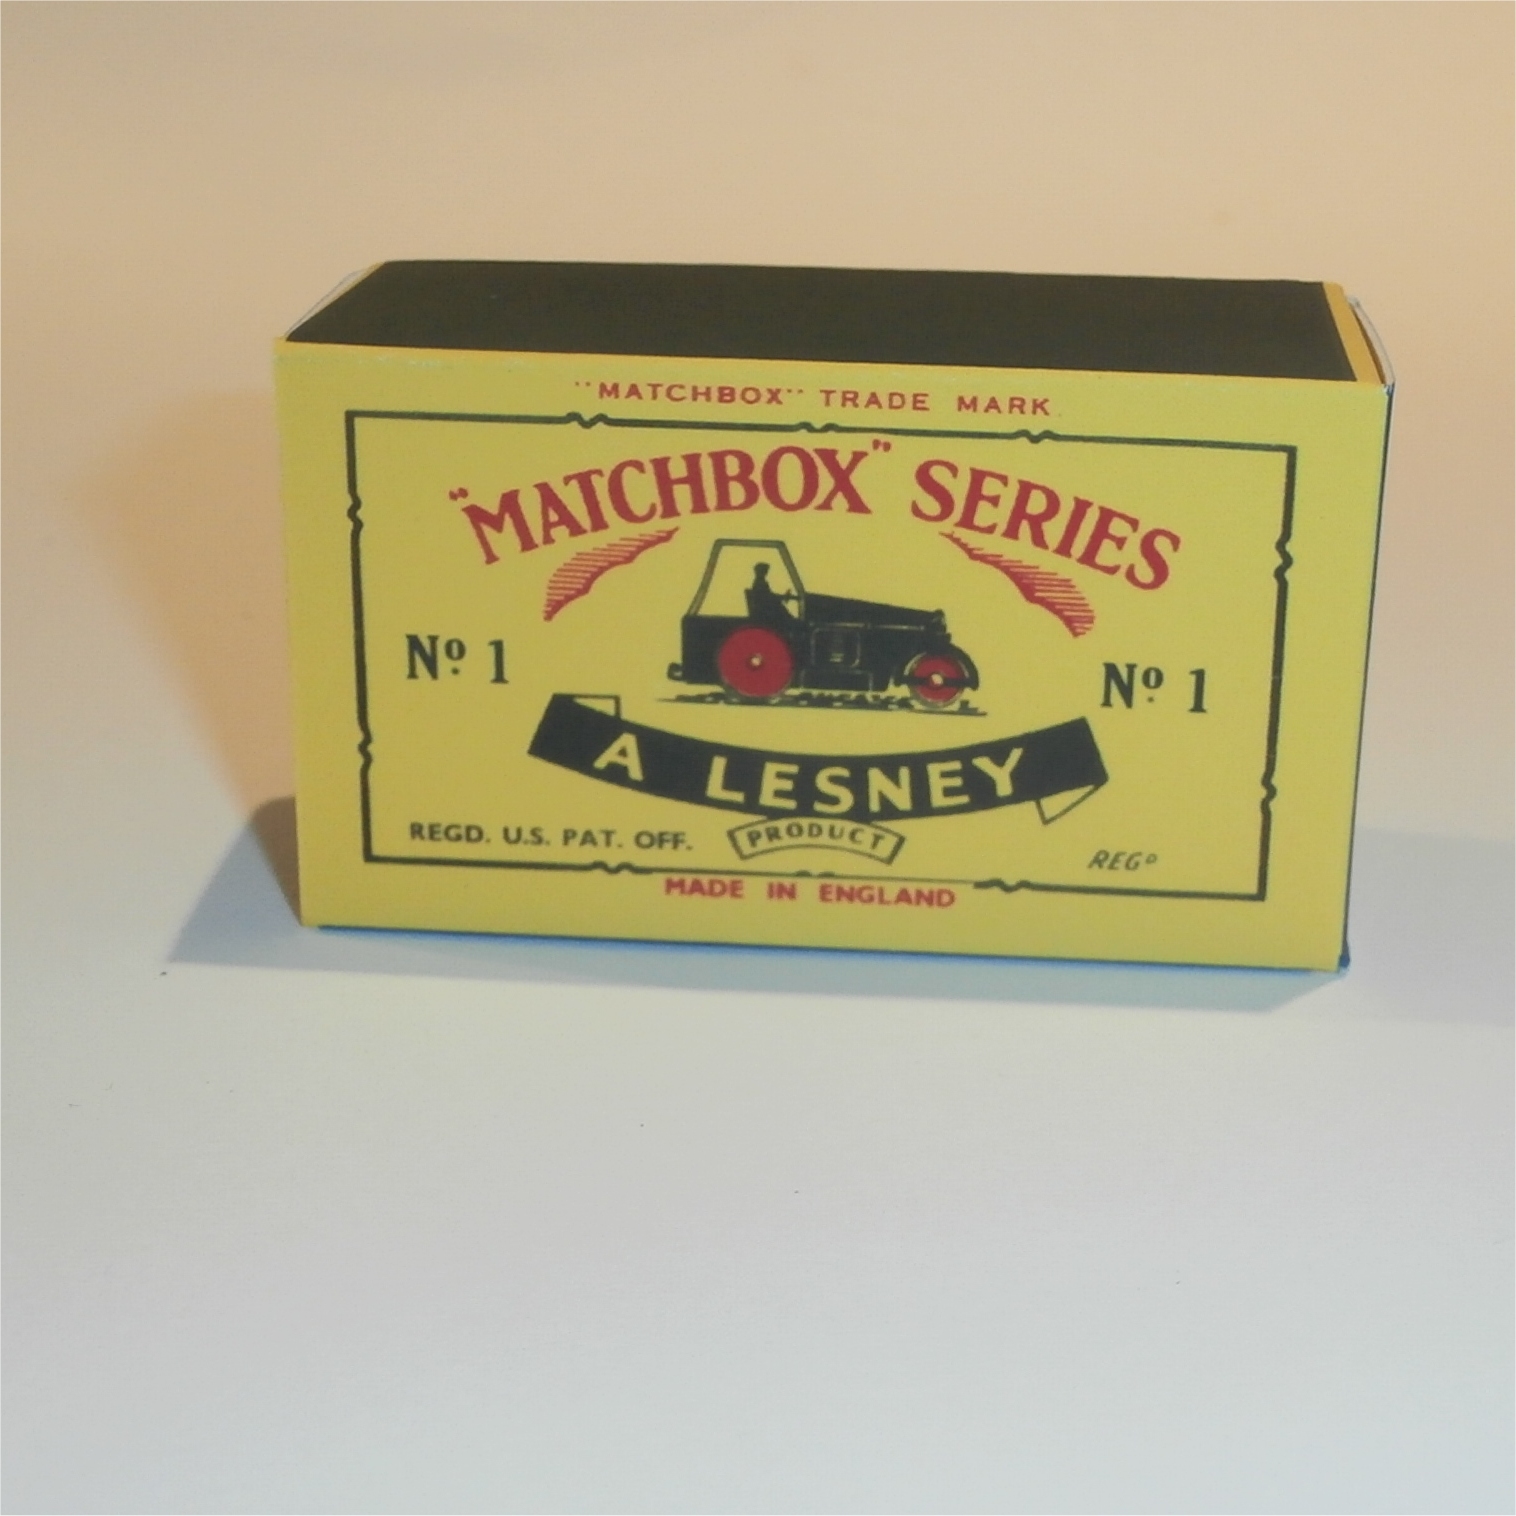 "MATCHBOX" TRADE MARK
"MATCHBOX" SERIES
Nº 1
Nº 1
A LESNEY
PRODUCT
REGD. U.S. PAT. OFF.
REGD
MADE IN ENGLAND